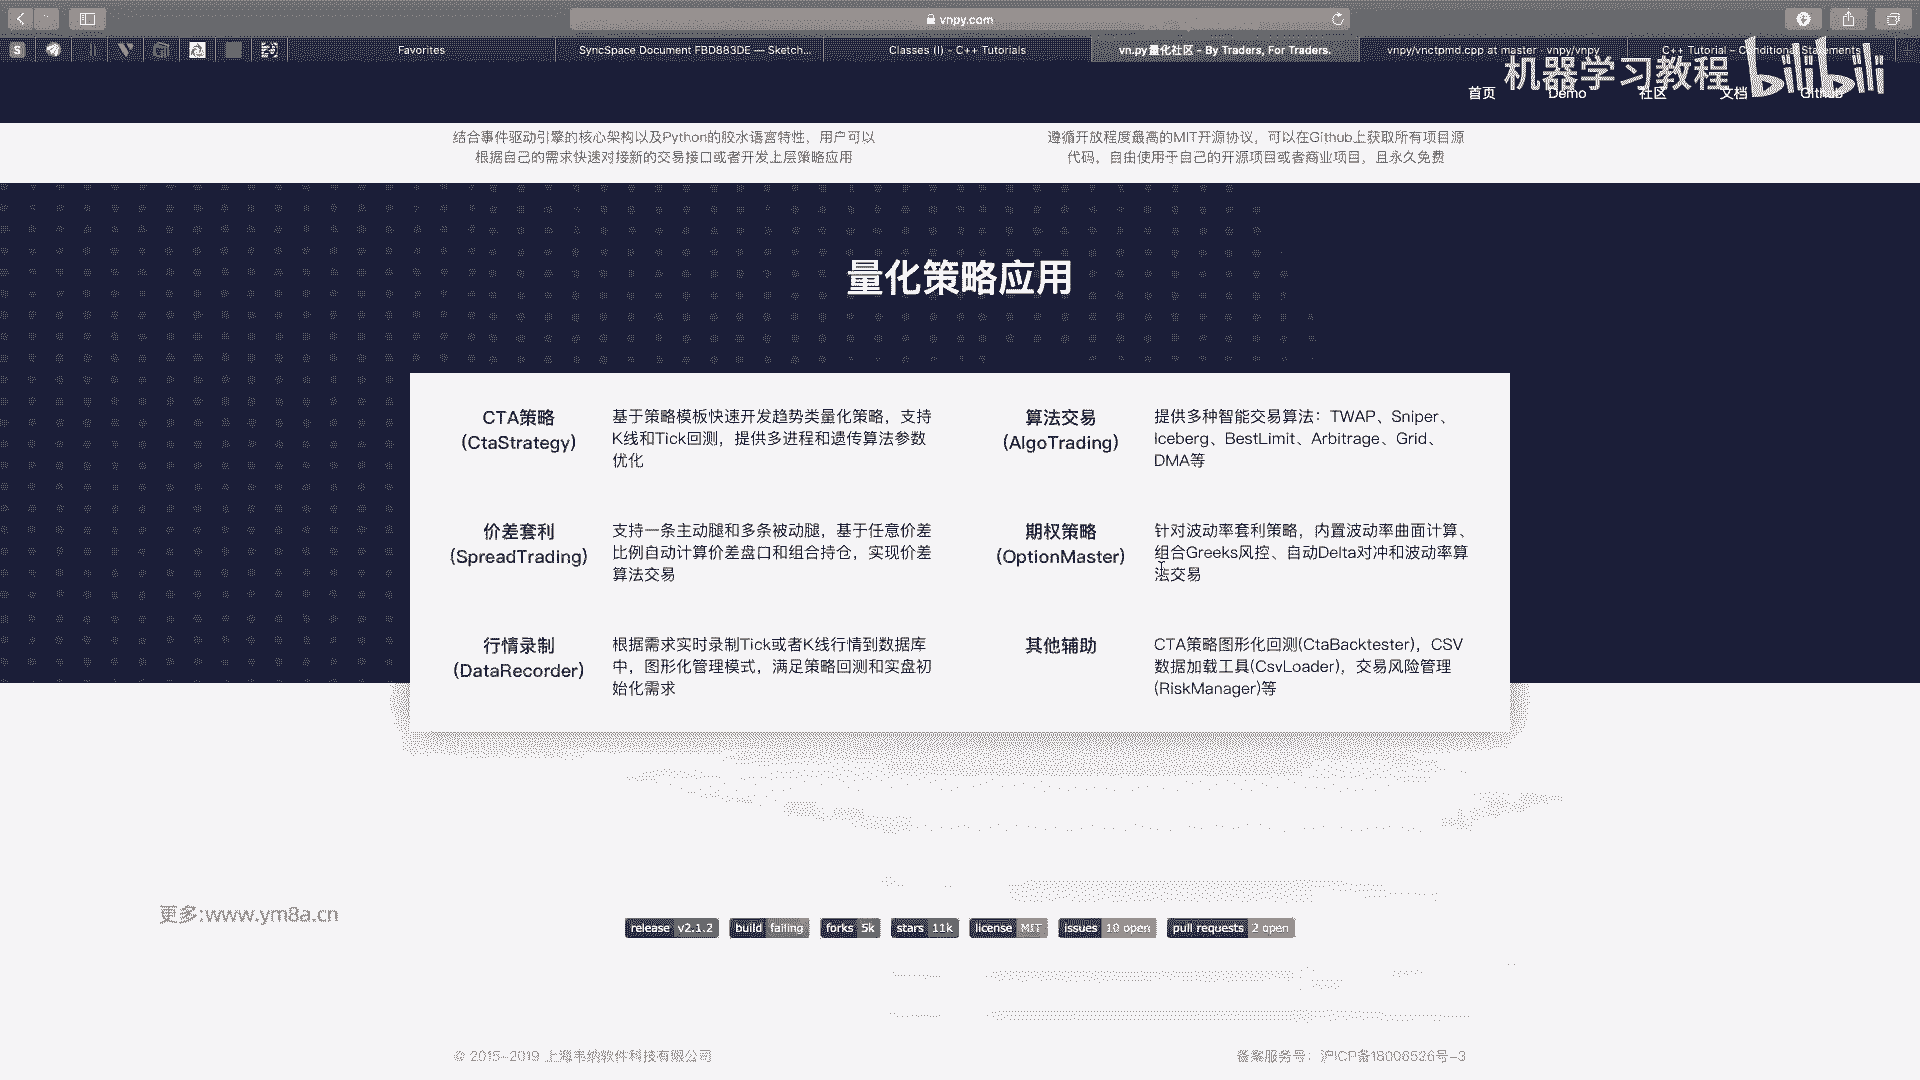 vnpy.com
Favorites
SyncSpace Document FBD883DE — Sketch...
Classes (I) - C++ Tutorials
vn.py量化社区 - By Traders, For Traders.
vnpy/vnctpmd.cpp at master · vnpy/vnpy
C++ Tutorial – Conditional Statements
机器学习教程 bilibili
首页
Demo
社区
文档
Github
结合事件驱动引擎的核心架构以及Python的胶水语言特性，用户可以
根据自己的需求快速对接新的交易接口或者开发上层策略应用
遵循开放程度最高的MIT开源协议，可以在Github上获取所有项目源
代码，自由使用于自己的开源项目或者商业项目，且永久免费
量化策略应用
CTA策略
(CtaStrategy)
基于策略模板快速开发趋势类量化策略，支持
K线和Tick回测，提供多进程和遗传算法参数
优化
算法交易
(AlgoTrading)
提供多种智能交易算法：TWAP、Sniper、
Iceberg、BestLimit、Arbitrage、Grid、
DMA等
价差套利
(SpreadTrading)
支持一条主动腿和多条被动腿，基于任意价差
比例自动计算价差盘口和组合持仓，实现价差
算法交易
期权策略
(OptionMaster)
针对波动率套利策略，内置波动率曲面计算、
组合Greeks风控、自动Delta对冲和波动率算
法交易
行情录制
(DataRecorder)
根据需求实时录制Tick或者K线行情到数据库
中，图形化管理模式，满足策略回测和实盘初
始化需求
其他辅助
CTA策略图形化回测(CtaBacktester)，CSV
数据加载工具(CsvLoader)，交易风险管理
(RiskManager)等
更多:www.ym8a.cn
release v2.1.2
build failing
forks 5k
stars 11k
license MIT
issues 10 open
pull requests 2 open
© 2015-2019 上海韦纳软件科技有限公司
备案服务号：沪ICP备18006526号-3